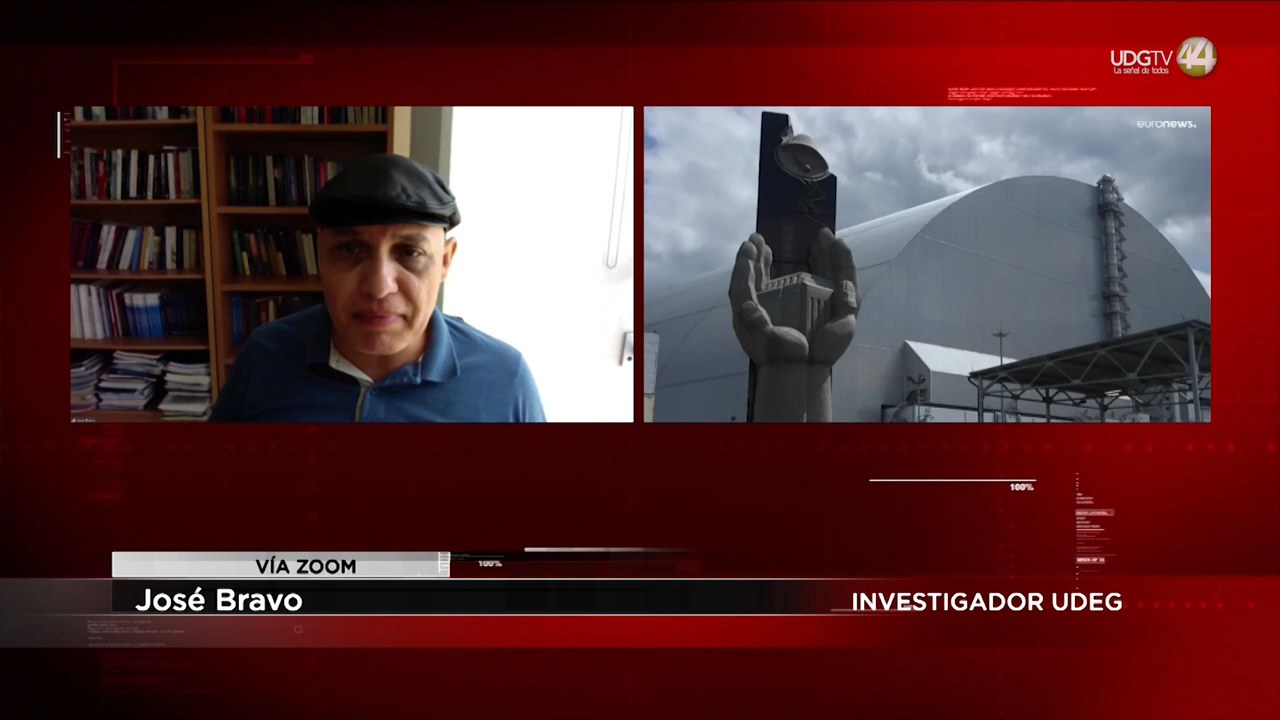 UDGTV 44
La señal de todos
euronews.
100%
VÍA ZOOM
100%
José Bravo
INVESTIGADOR UDEG